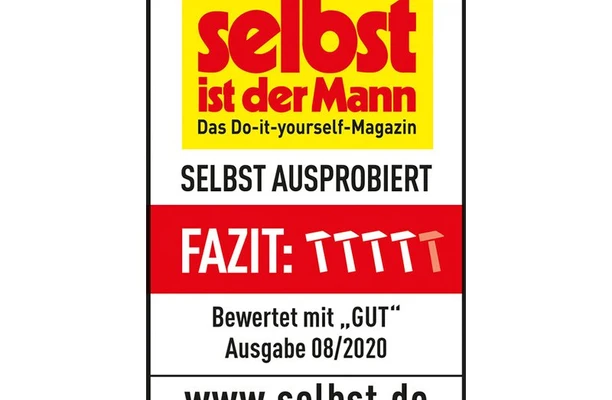 selbst
ist der Mann
Das Do-it-yourself-Magazin
SELBST AUSPROBIERT
FAZIT:
Bewertet mit „GUT“
Ausgabe 08/2020
www.selbst.de